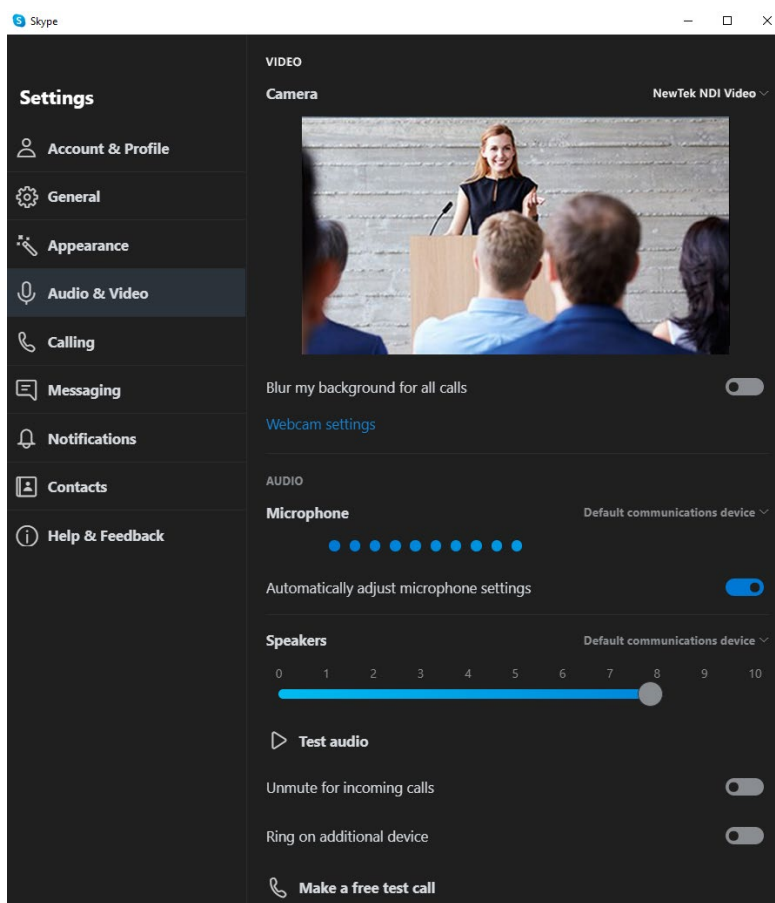 Skype
Settings
Account & Profile
General
Appearance
Audio & Video
Calling
Messaging
Notifications
Contacts
Help & Feedback
VIDEO
Camera NewTek NDI Video
Blur my background for all calls
Webcam settings
AUDIO
Microphone Default communications device
Automatically adjust microphone settings
Speakers Default communications device
0 1 2 3 4 5 6 7 8 9 10
Test audio
Unmute for incoming calls
Ring on additional device
Make a free test call